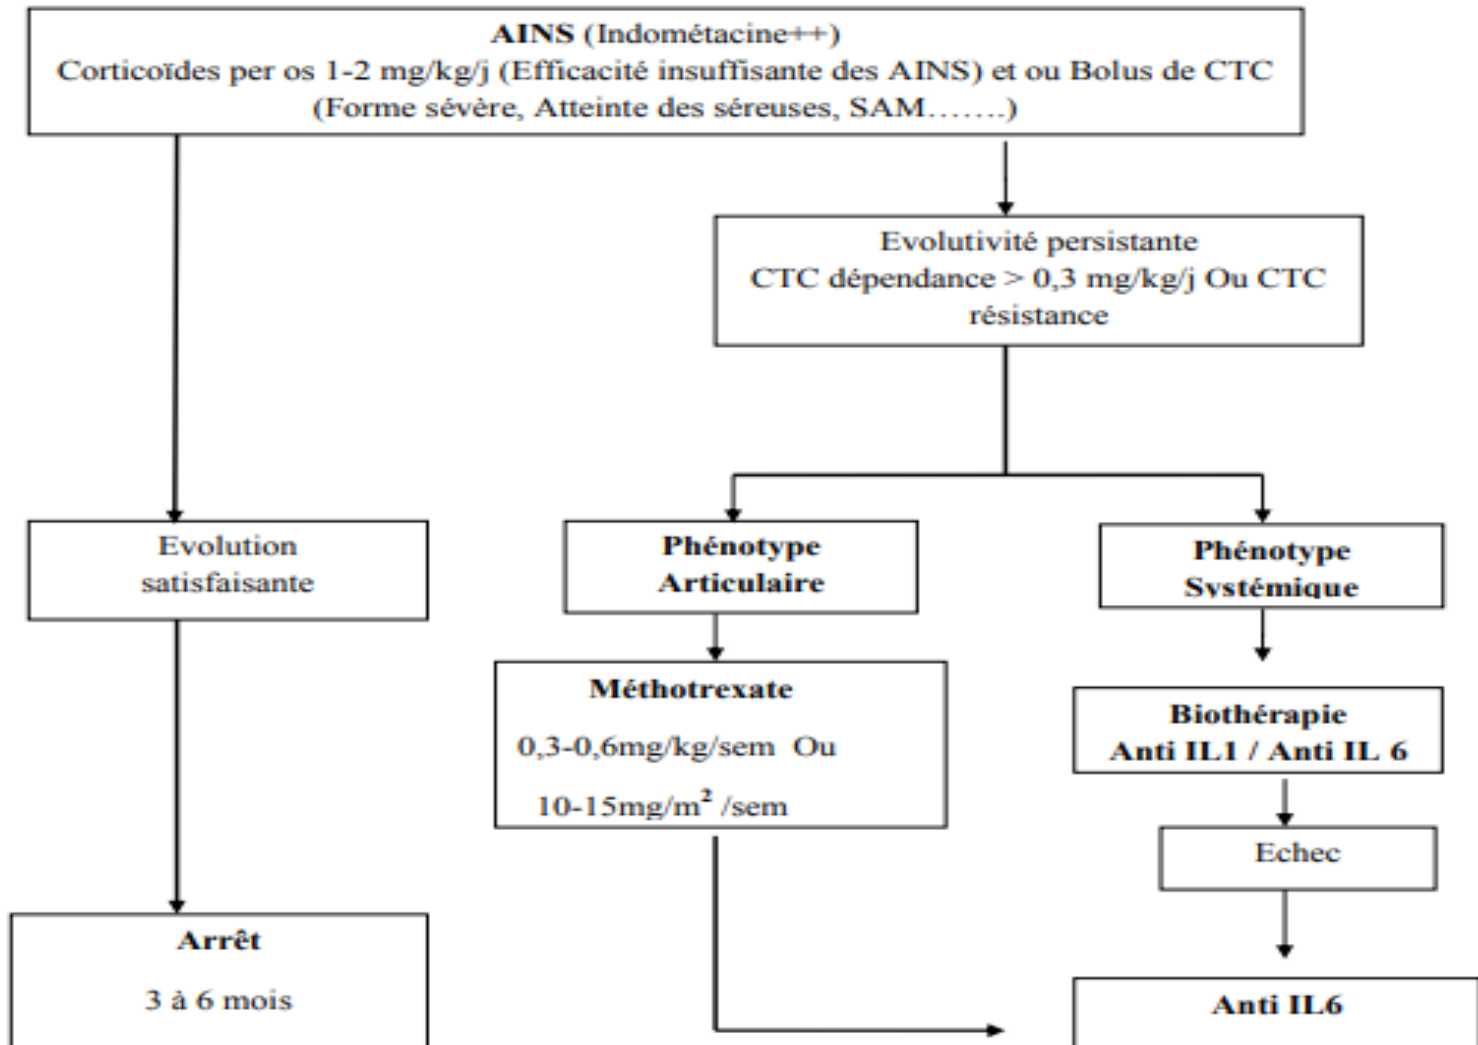 AINS (Indométacine++)
Corticoïdes per os 1-2 mg/kg/j (Efficacité insuffisante des AINS) et ou Bolus de CTC
(Forme sévère, Atteinte des séreuses, SAM…….)
Evolutivité persistante
CTC dépendance > 0,3 mg/kg/j Ou CTC
résistance
Evolution
satisfaisante
Phénotype
Articulaire
Phénotype
Systémique
Méthotrexate
0,3-0,6mg/kg/sem Ou
10-15mg/m² /sem
Biothérapie
Anti IL1 / Anti IL 6
Echec
Arrêt
3 à 6 mois
Anti IL6